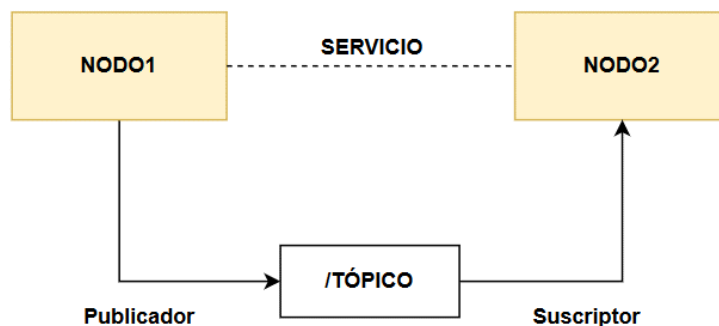 SERVICIO
NODO1
NODO2
/TÓPICO
Publicador
Suscriptor